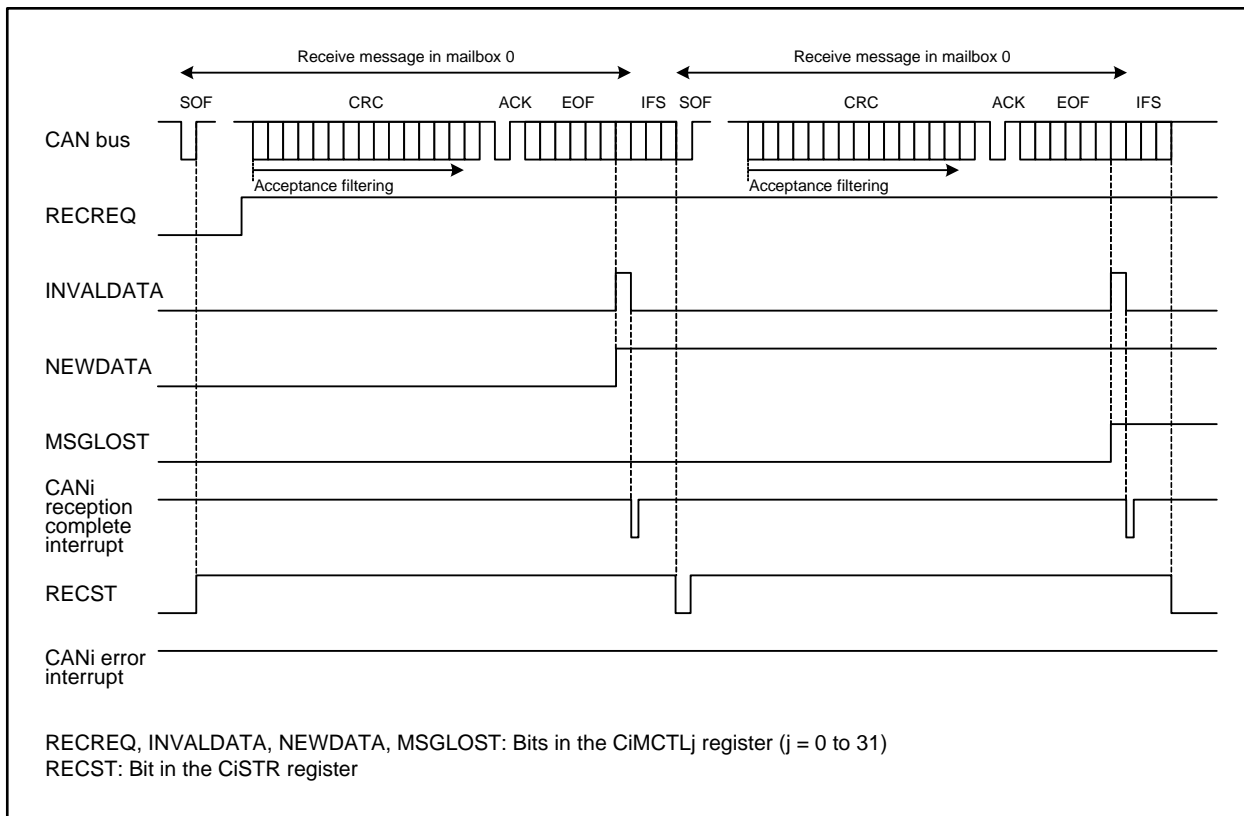 Receive message in mailbox 0 Receive message in mailbox 0
SOF CRC ACK EOF IFS SOF CRC ACK EOF IFS
CAN bus
Acceptance filtering Acceptance filtering
RECREQ
INVALDATA
NEWDATA
MSGLOST
CANi
reception
complete
interrupt
RECST
CANi error
interrupt
RECREQ, INVALDATA, NEWDATA, MSGLOST: Bits in the CiMCTLj register (j = 0 to 31)
RECST: Bit in the CiSTR register